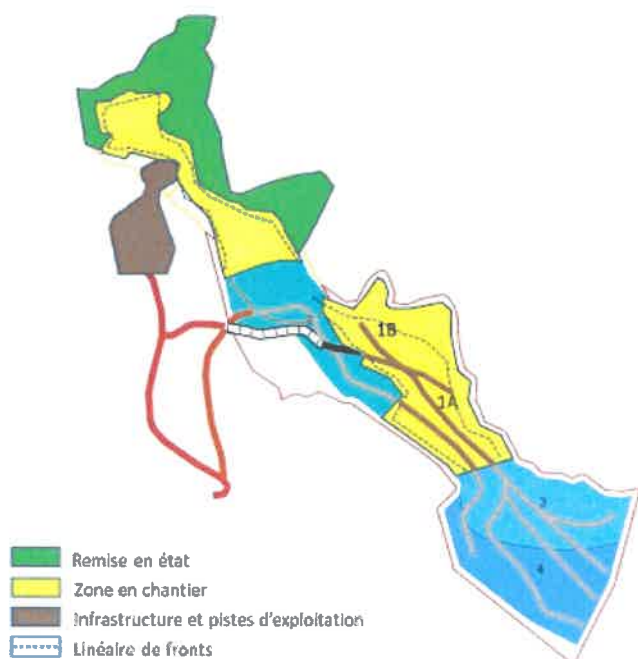 1B
1A
3
4
Remise en état
Zone en chantier
Infrastructure et pistes d'exploitation
Linéaire de fronts